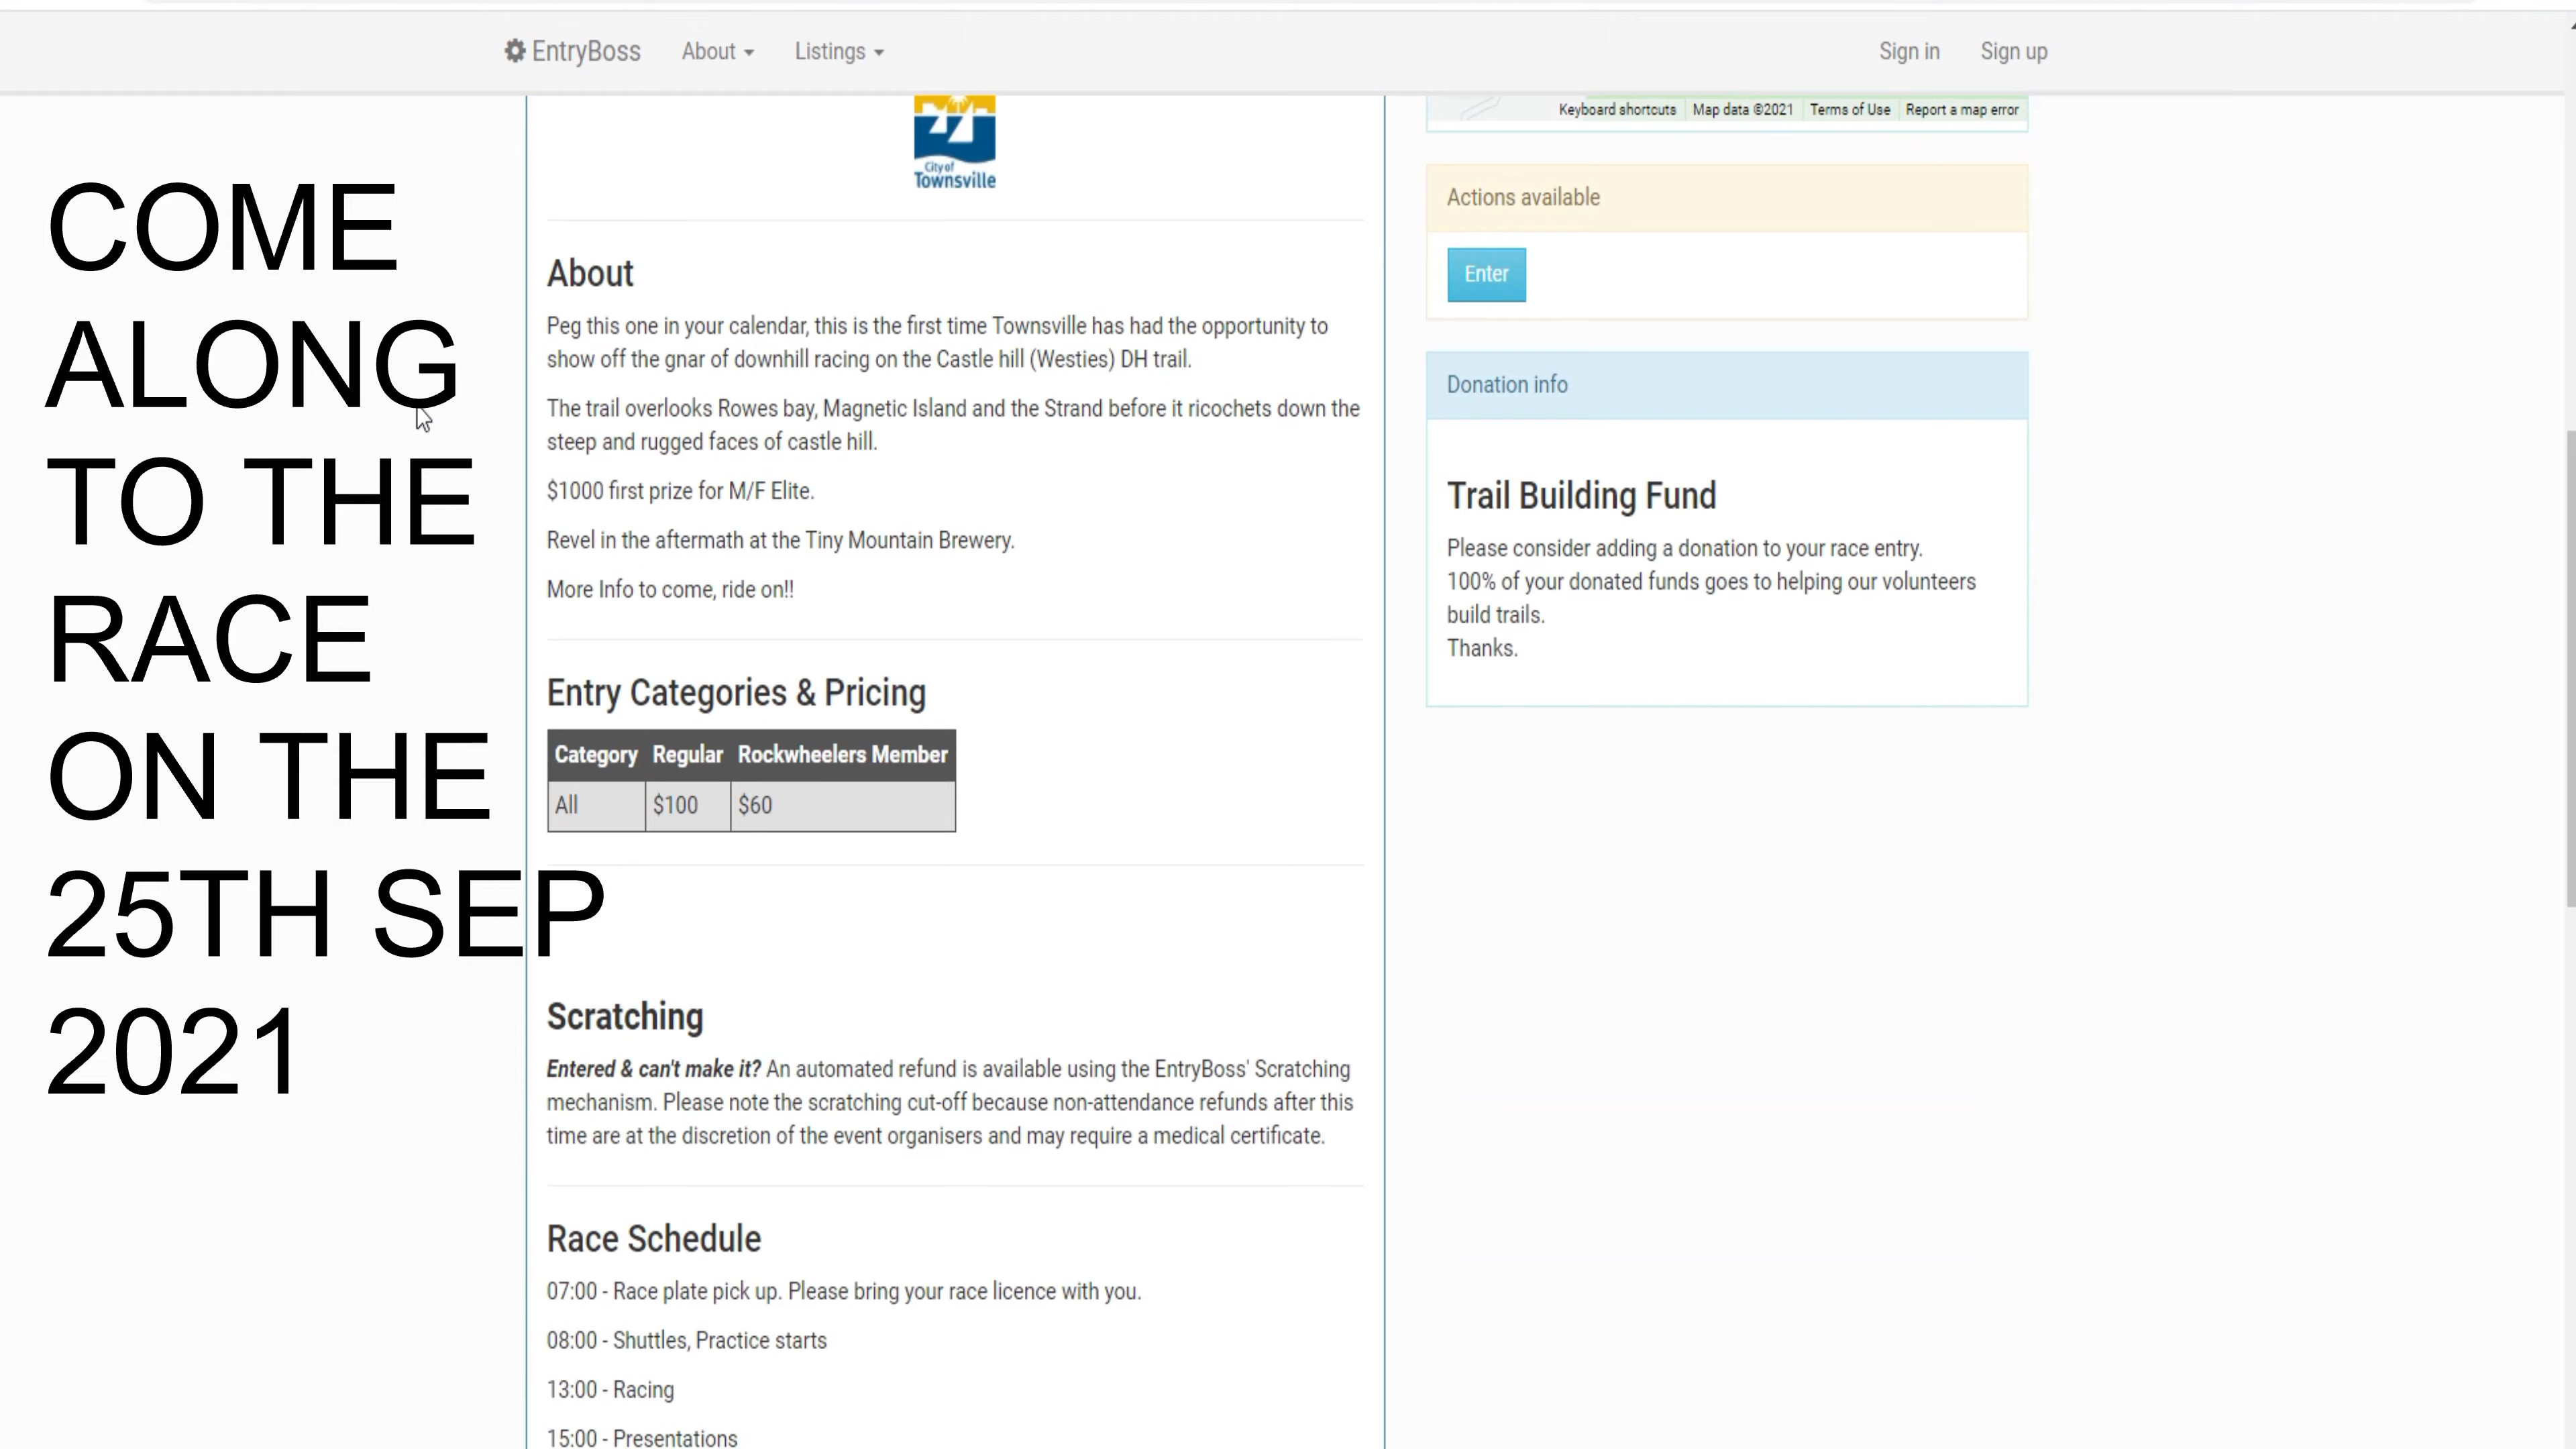 EntryBoss About Listings Sign in Sign up
Keyboard shortcuts Map data ©2021 Terms of Use Report a map error
City of
Townsville
COME
ALONG
TO THE
RACE
ON THE
25TH SEP
2021
About
Peg this one in your calendar, this is the first time Townsville has had the opportunity to
show off the gnar of downhill racing on the Castle hill (Westies) DH trail.
The trail overlooks Rowes bay, Magnetic Island and the Strand before it ricochets down the
steep and rugged faces of castle hill.
$1000 first prize for M/F Elite.
Revel in the aftermath at the Tiny Mountain Brewery.
More Info to come, ride on!!
Entry Categories & Pricing
Category Regular Rockwheelers Member
All $100 $60
Scratching
Entered & can't make it? An automated refund is available using the EntryBoss' Scratching
mechanism. Please note the scratching cut-off because non-attendance refunds after this
time are at the discretion of the event organisers and may require a medical certificate.
Race Schedule
07:00 - Race plate pick up. Please bring your race licence with you.
08:00 - Shuttles, Practice starts
13:00 - Racing
15:00 - Presentations
Actions available
Enter
Donation info
Trail Building Fund
Please consider adding a donation to your race entry.
100% of your donated funds goes to helping our volunteers
build trails.
Thanks.